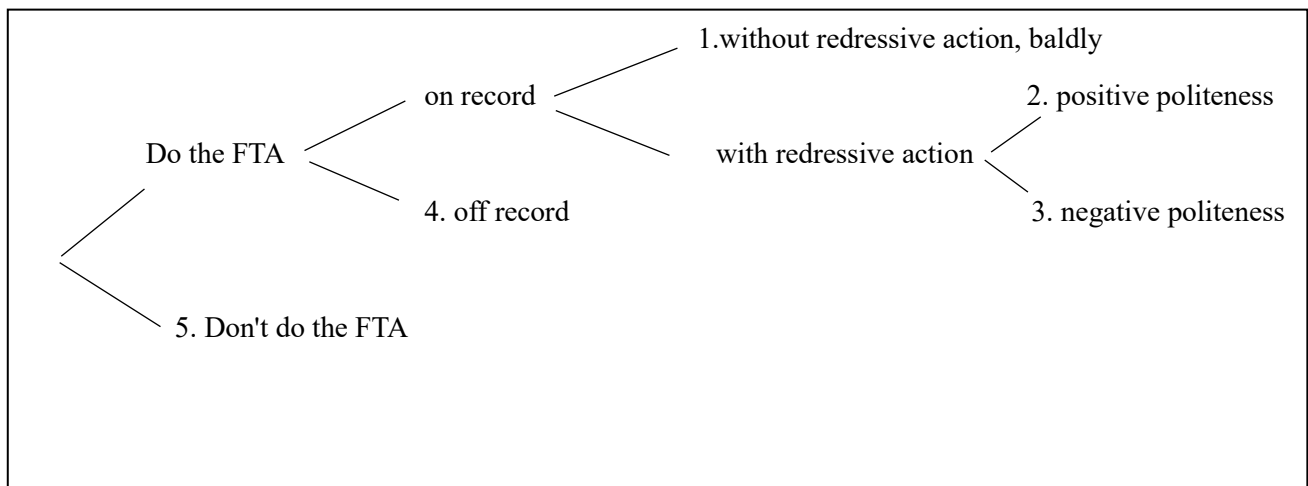 1.without redressive action, baldly
on record
2. positive politeness
Do the FTA
with redressive action
4. off record
3. negative politeness
5. Don't do the FTA